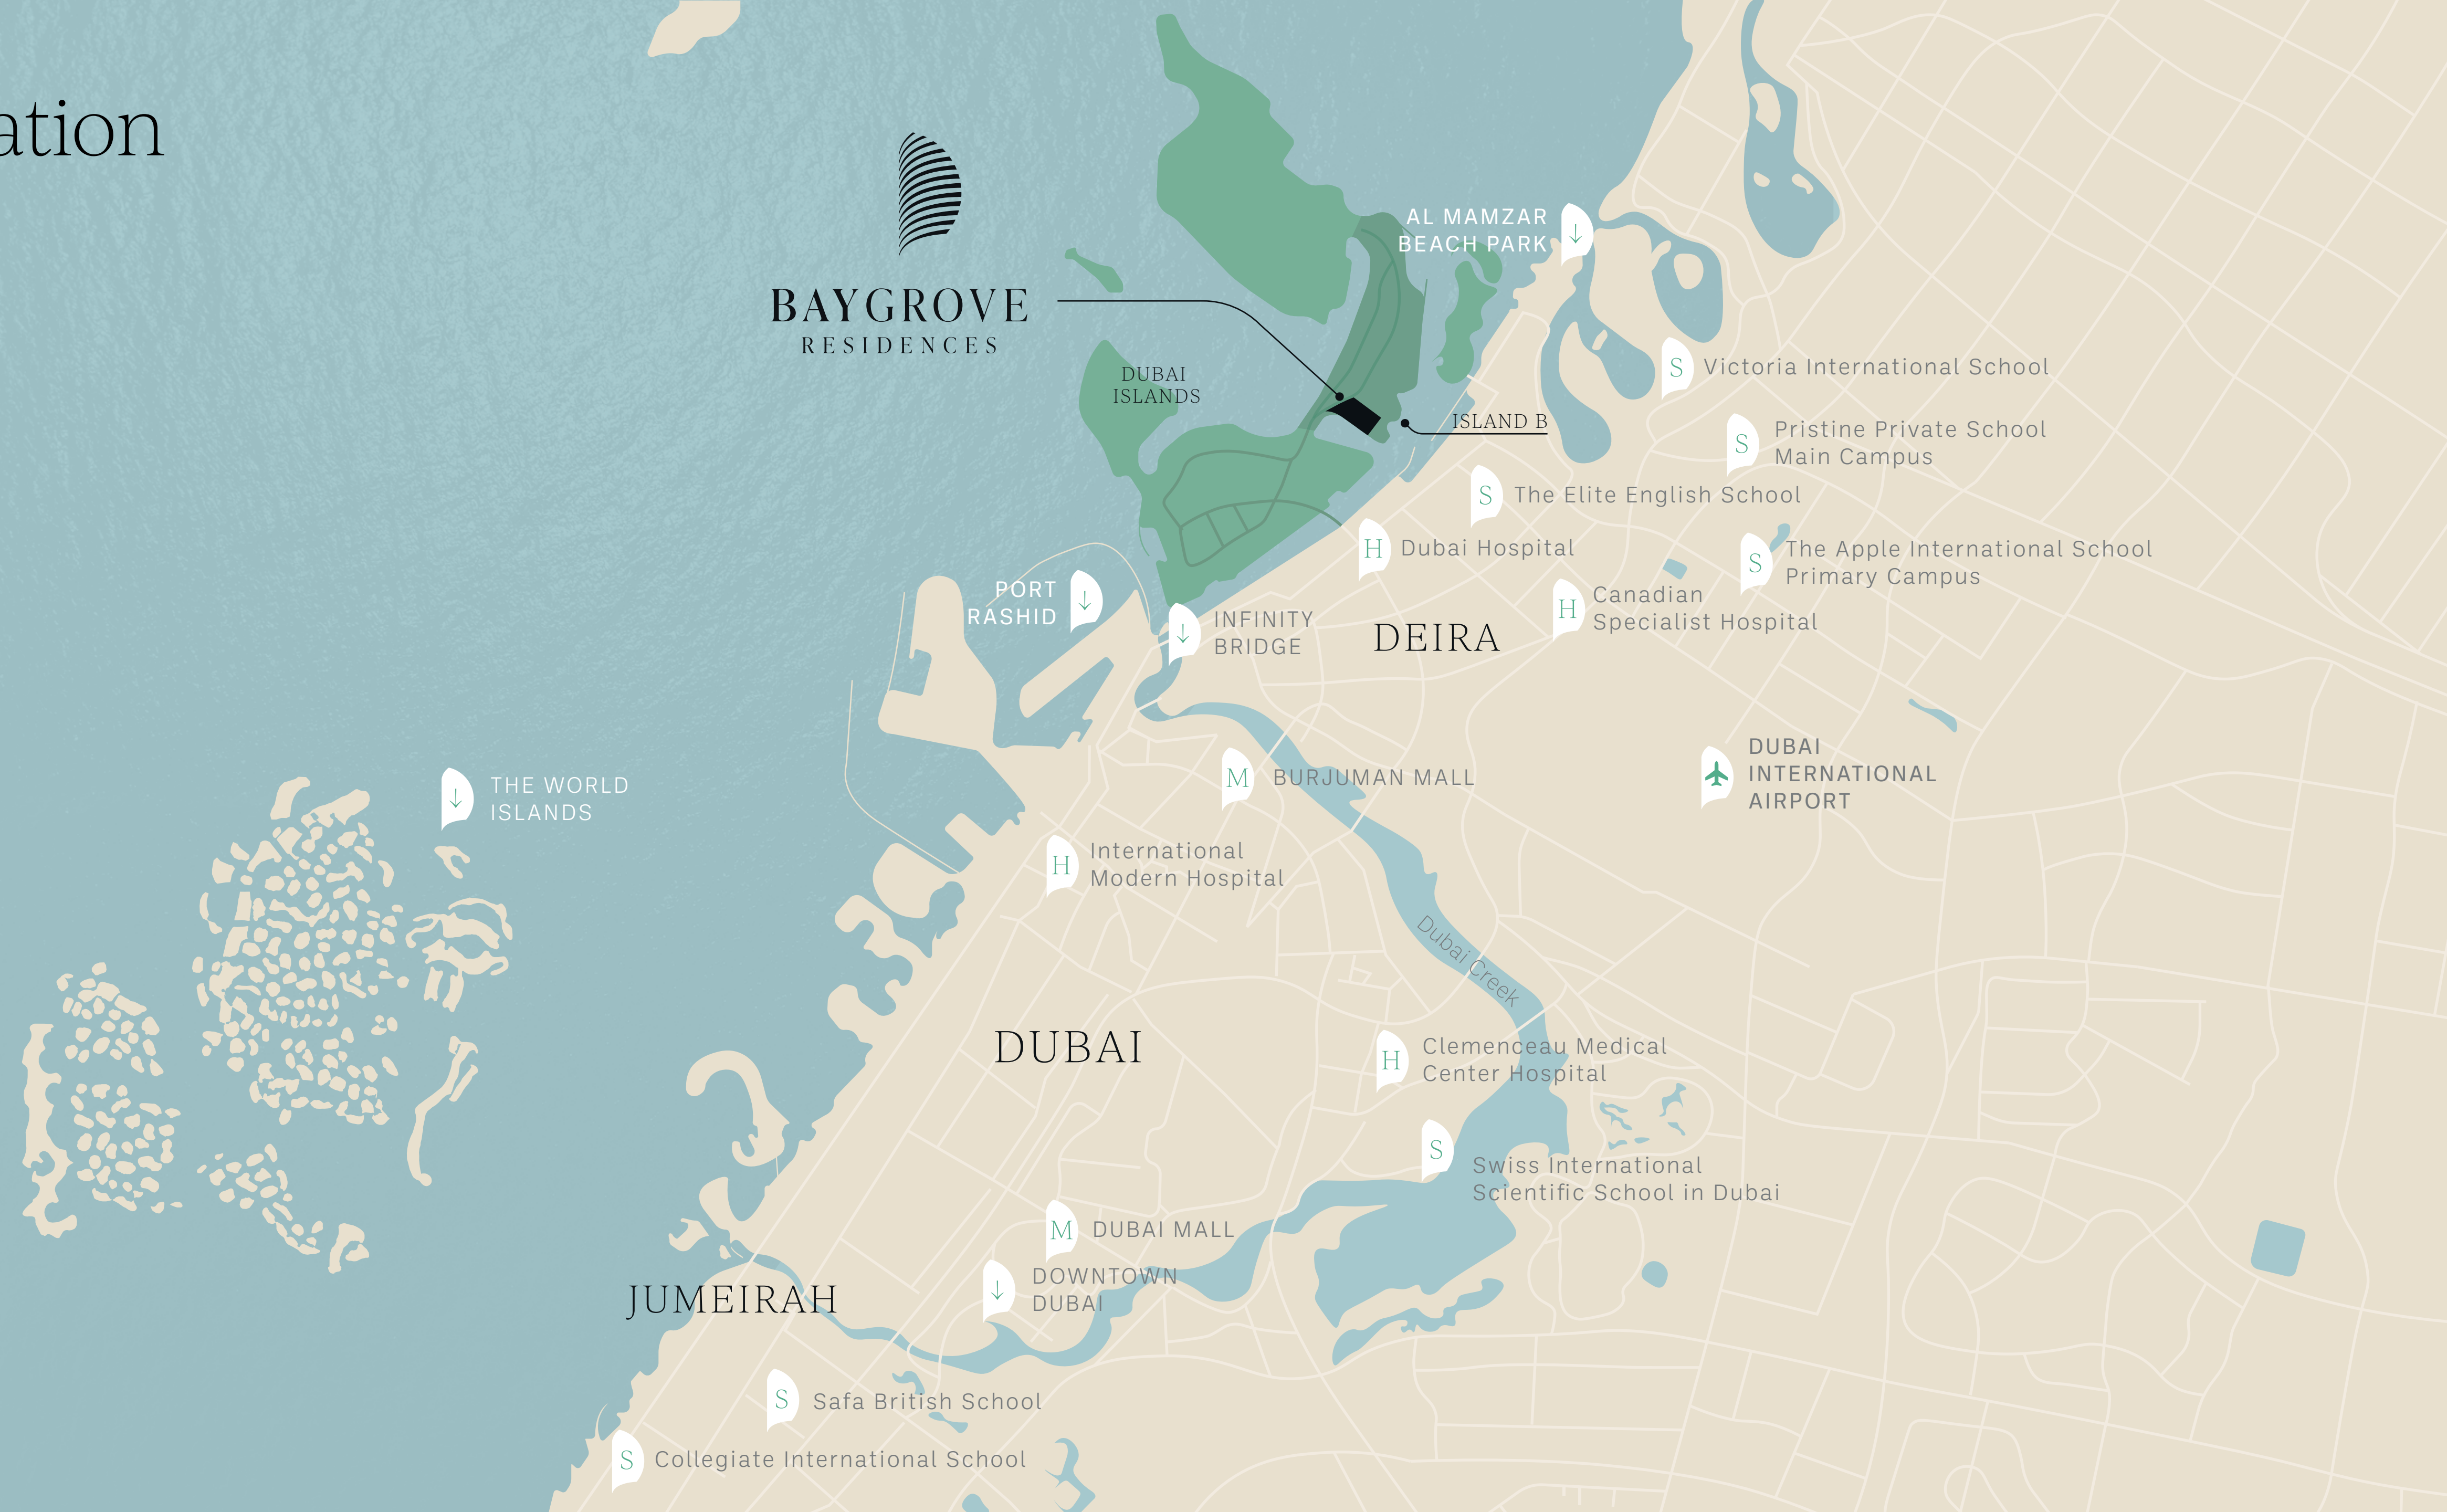 ation
BAYGROVE
RESIDENCES
AL MAMZAR
BEACH PARK
DUBAI
ISLANDS
ISLAND B
S Victoria International School
S Pristine Private School
Main Campus
S The Elite English School
H Dubai Hospital
S The Apple International School
Primary Campus
H Canadian
Specialist Hospital
PORT
RASHID
INFINITY
BRIDGE
DEIRA
DUBAI
INTERNATIONAL
AIRPORT
M BURJUMAN MALL
THE WORLD
ISLANDS
H International
Modern Hospital
Dubai Creek
DUBAI
H Clemenceau Medical
Center Hospital
S Swiss International
Scientific School in Dubai
M DUBAI MALL
DOWNTOWN
DUBAI
JUMEIRAH
S Safa British School
S Collegiate International School